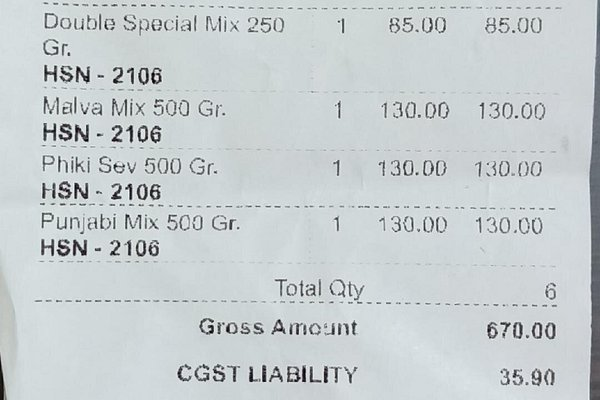 Double Special Mix 250 1 85.00 85.00
Gr.
HSN - 2106
Malva Mix 500 Gr. 1 130.00 130.00
HSN - 2106
Phiki Sev 500 Gr. 1 130.00 130.00
HSN - 2106
Punjabi Mix 500 Gr. 1 130.00 130.00
HSN - 2106
Total Qty 6
Gross Amount 670.00
CGST LIABILITY 35.90